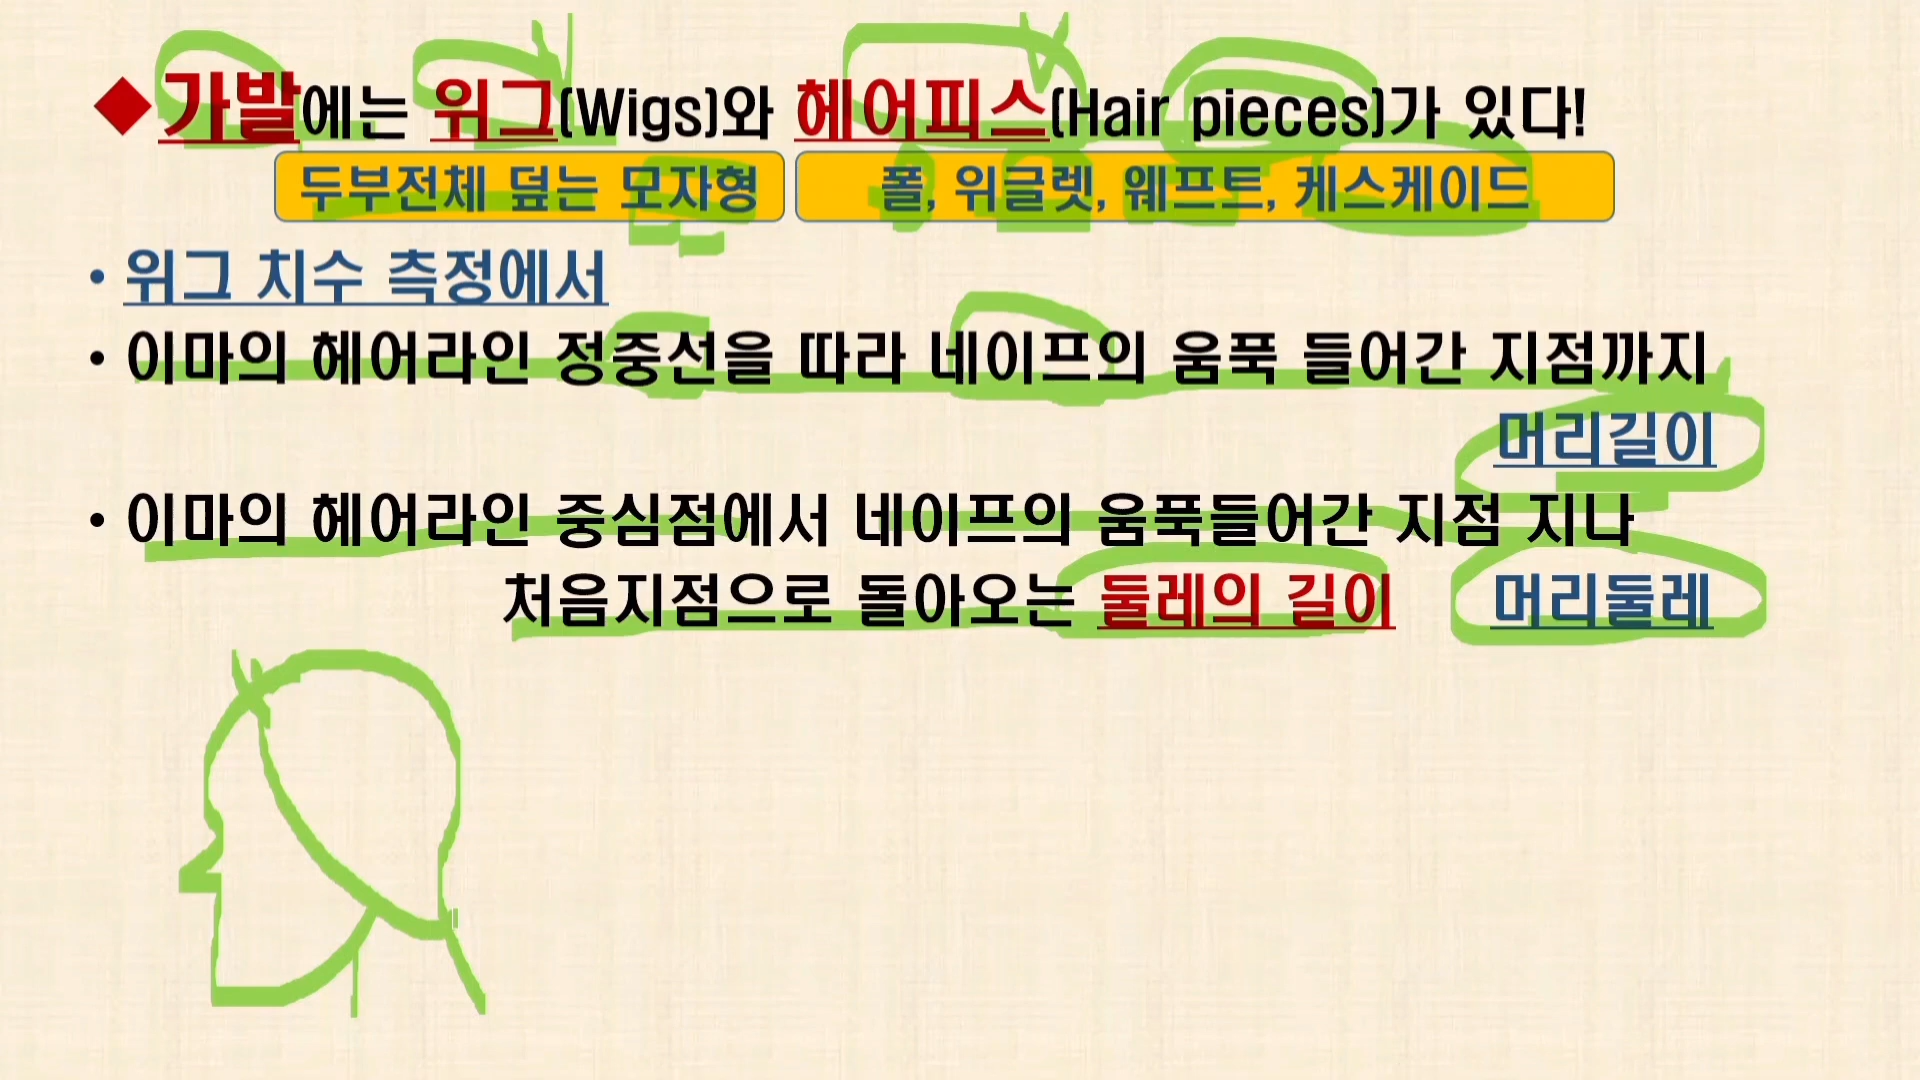 ◆가발에는 위그(Wigs)와 헤어피스(Hair pieces)가 있다!
두부전체 덮는 모자형
폴, 위글렛, 웨프트, 케스케이드
• 위그 치수 측정에서
• 이마의 헤어라인 정중선을 따라 네이프의 움푹 들어간 지점까지
머리길이
• 이마의 헤어라인 중심점에서 네이프의 움푹들어간 지점 지나
처음지점으로 돌아오는 둘레의 길이 머리둘레